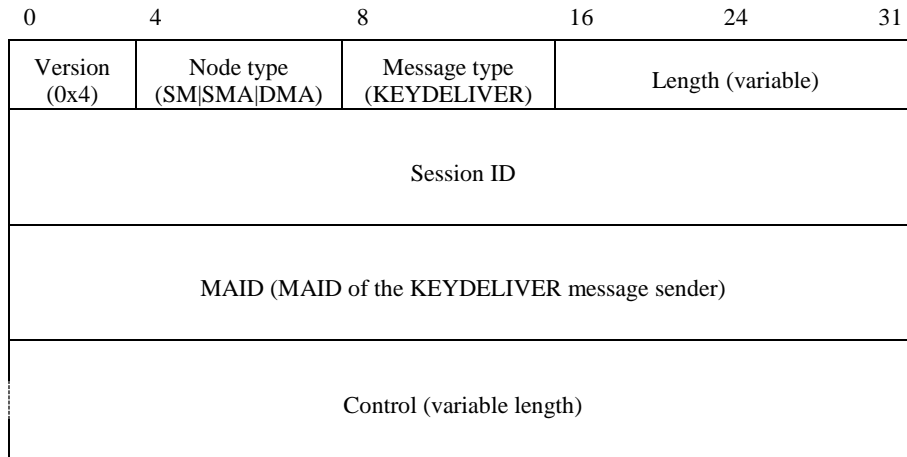 0 4 8 16 24 31
Version Node type Message type Length (variable)
(0x4) (SM|SMA|DMA) (KEYDELIVER)
Session ID
MAID (MAID of the KEYDELIVER message sender)
Control (variable length)